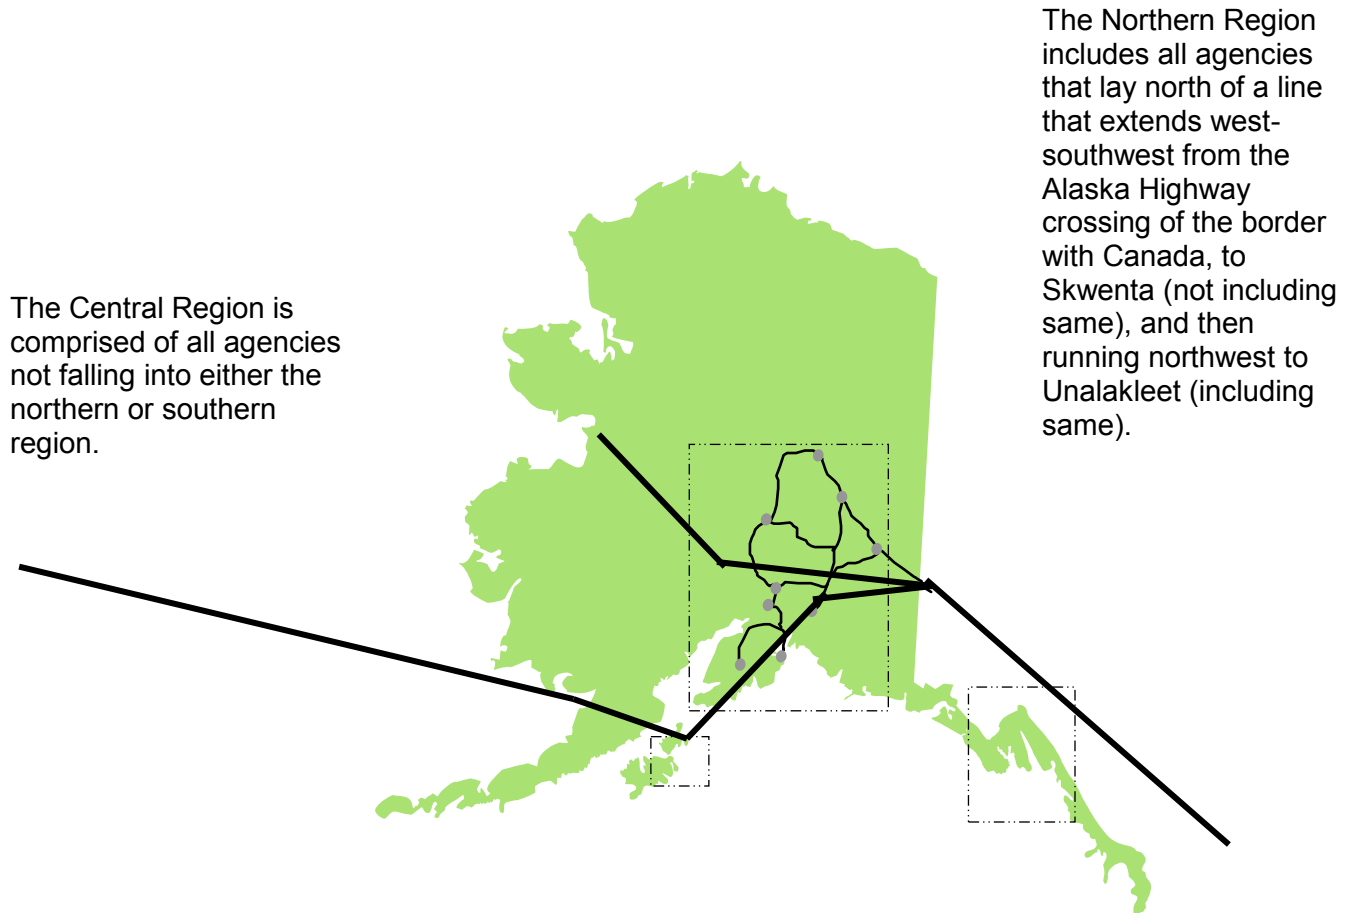 The Northern Region
includes all agencies
that lay north of a line
that extends west-
southwest from the
Alaska Highway
crossing of the border
with Canada, to
Skwenta (not including
same), and then
running northwest to
Unalakleet (including
same).
The Central Region is
comprised of all agencies
not falling into either the
northern or southern
region.